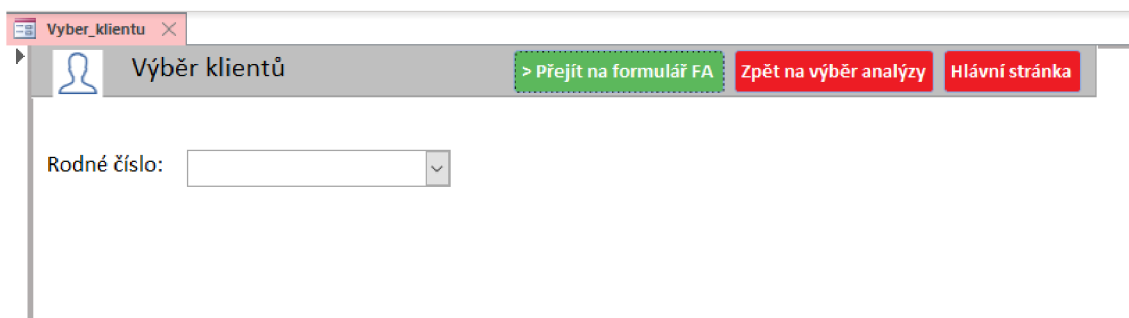 Vyber_klientu
Výběr klientů
> Přejít na formulář FA
Zpět na výběr analýzy
Hlávní stránka
Rodné číslo: